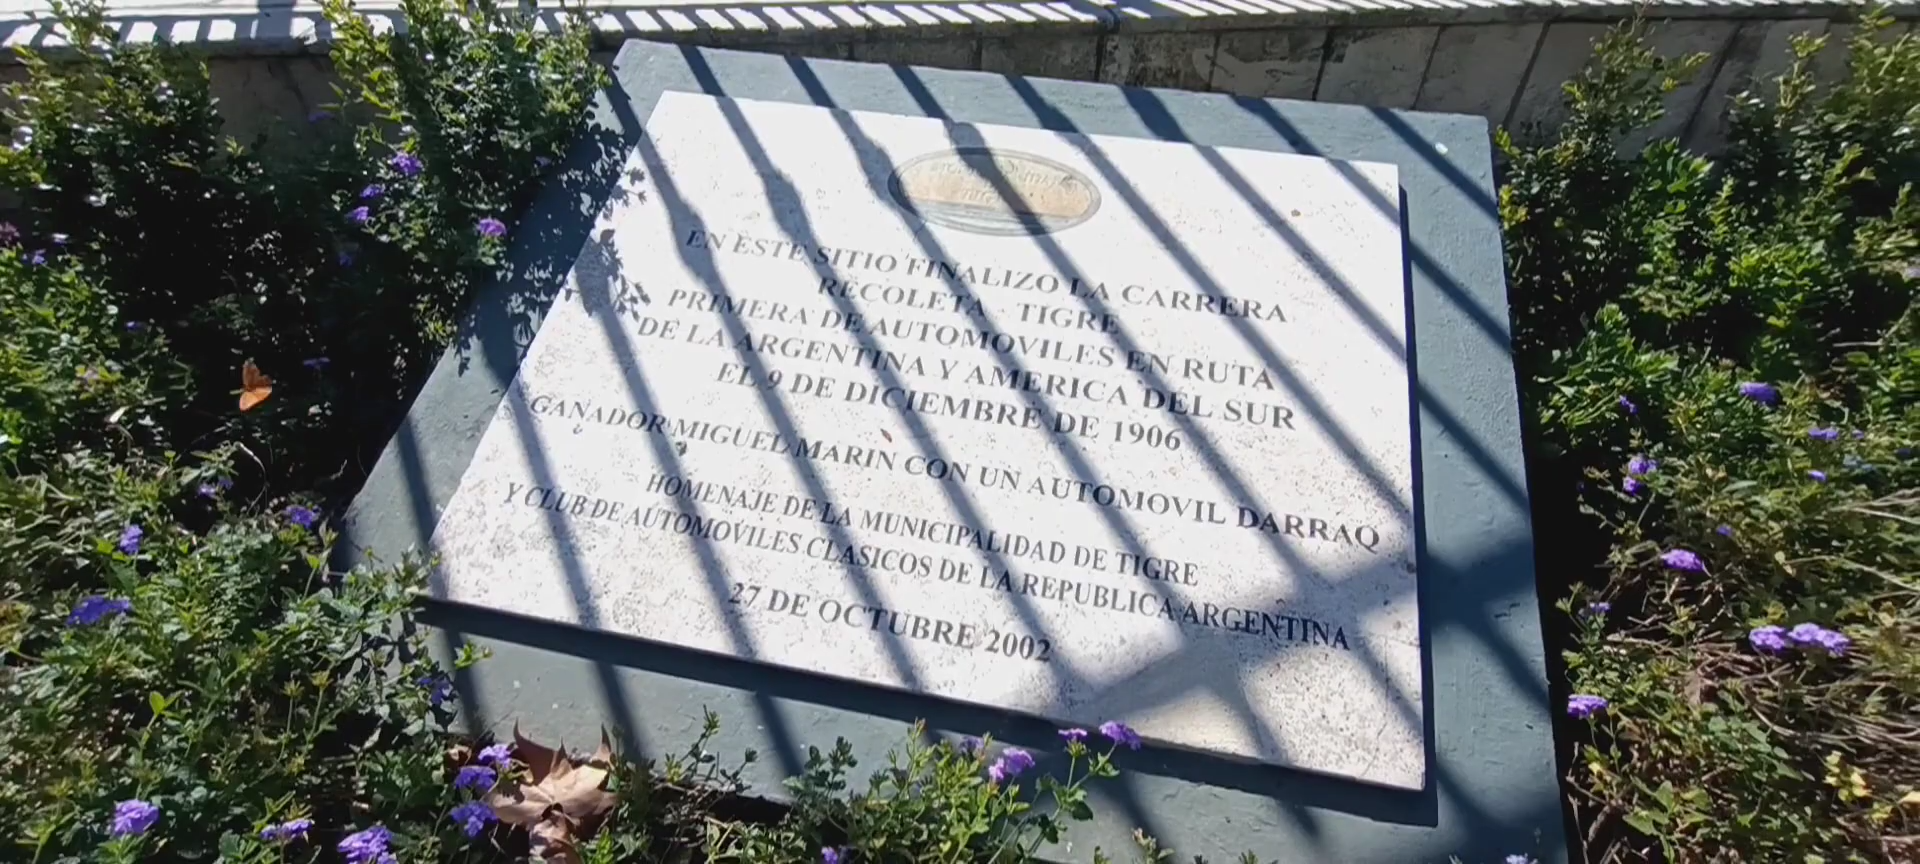 EN ESTE SITIO FINALIZO LA CARRERA
RECOLETA - TIGRE
PRIMERA DE AUTOMOVILES EN RUTA
DE LA ARGENTINA Y AMERICA DEL SUR
EL 9 DE DICIEMBRE DE 1906
GANADOR MIGUEL MARIN CON UN AUTOMOVIL DARRAQ
HOMENAJE DE LA MUNICIPALIDAD DE TIGRE
Y CLUB DE AUTOMOVILES CLASICOS DE LA REPUBLICA ARGENTINA
27 DE OCTUBRE 2002